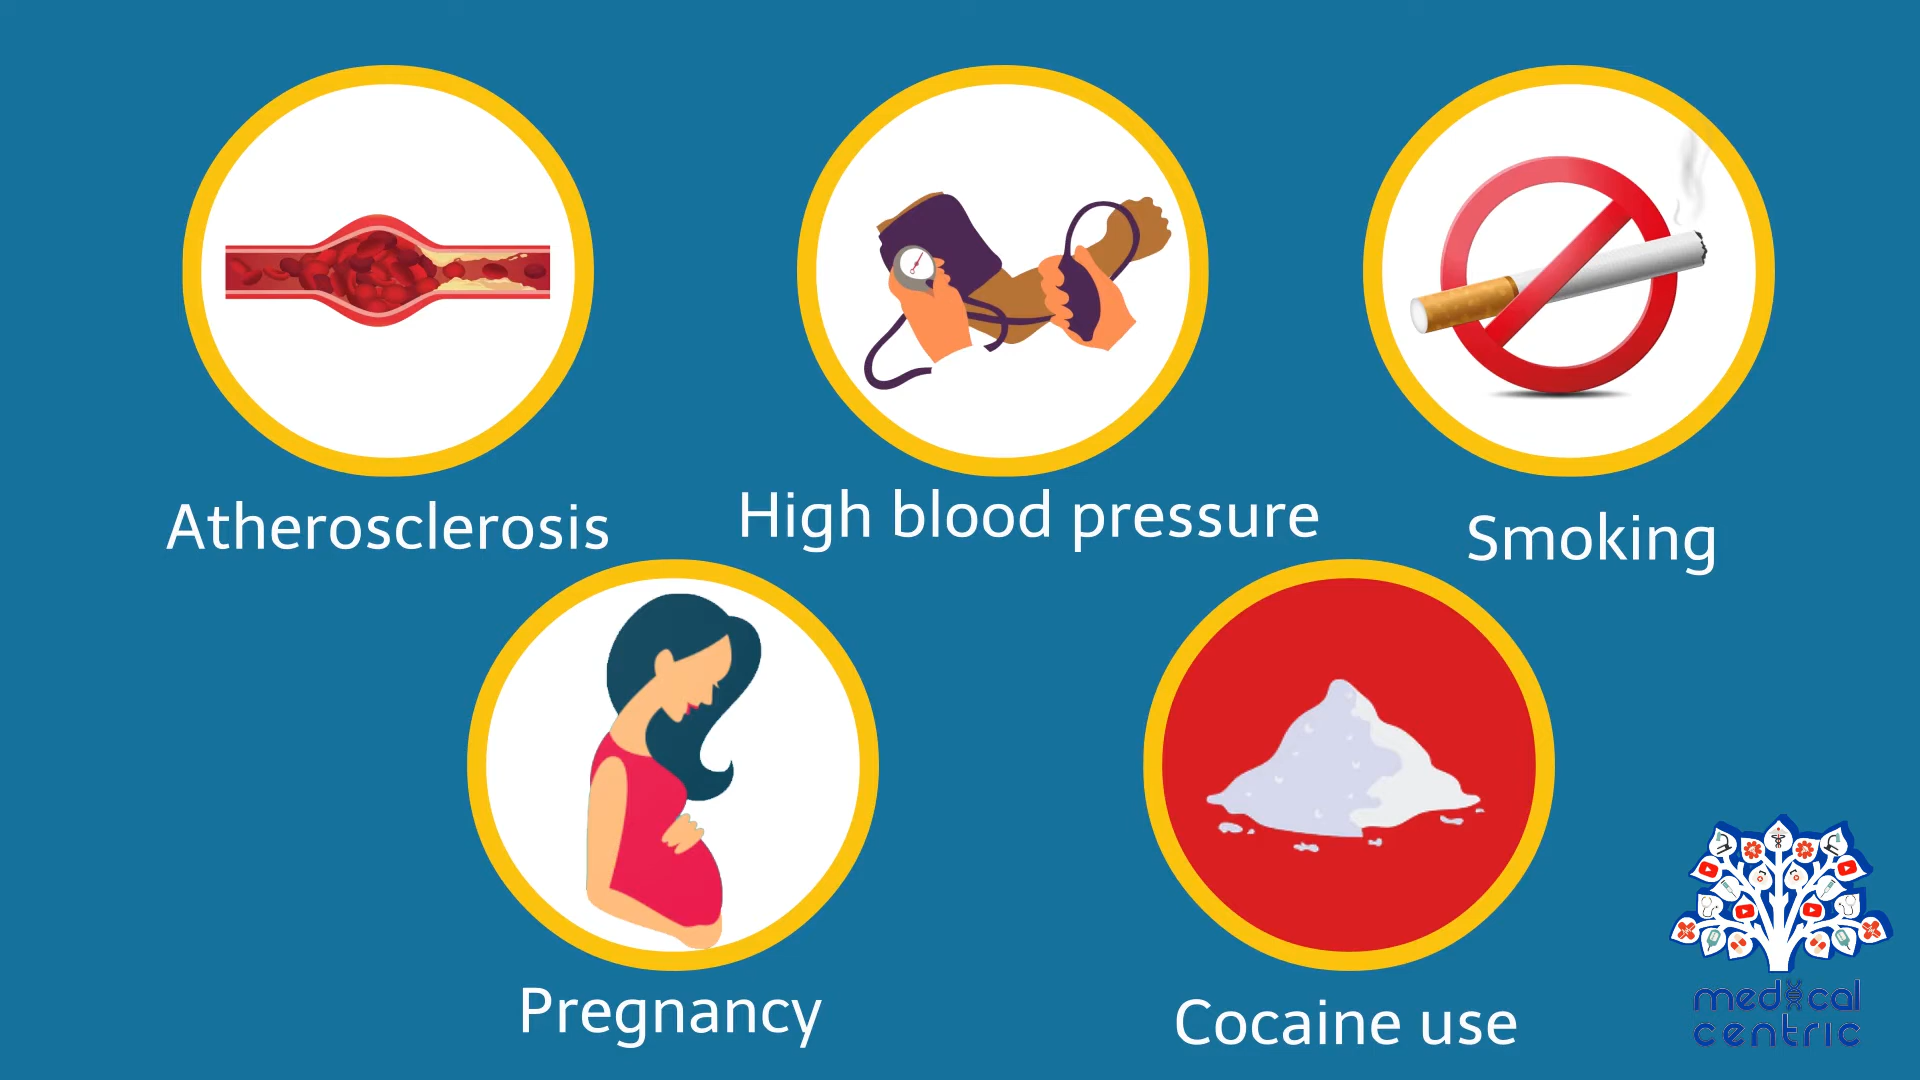 Atherosclerosis
High blood pressure
Smoking
Pregnancy
Cocaine use
medical
centric